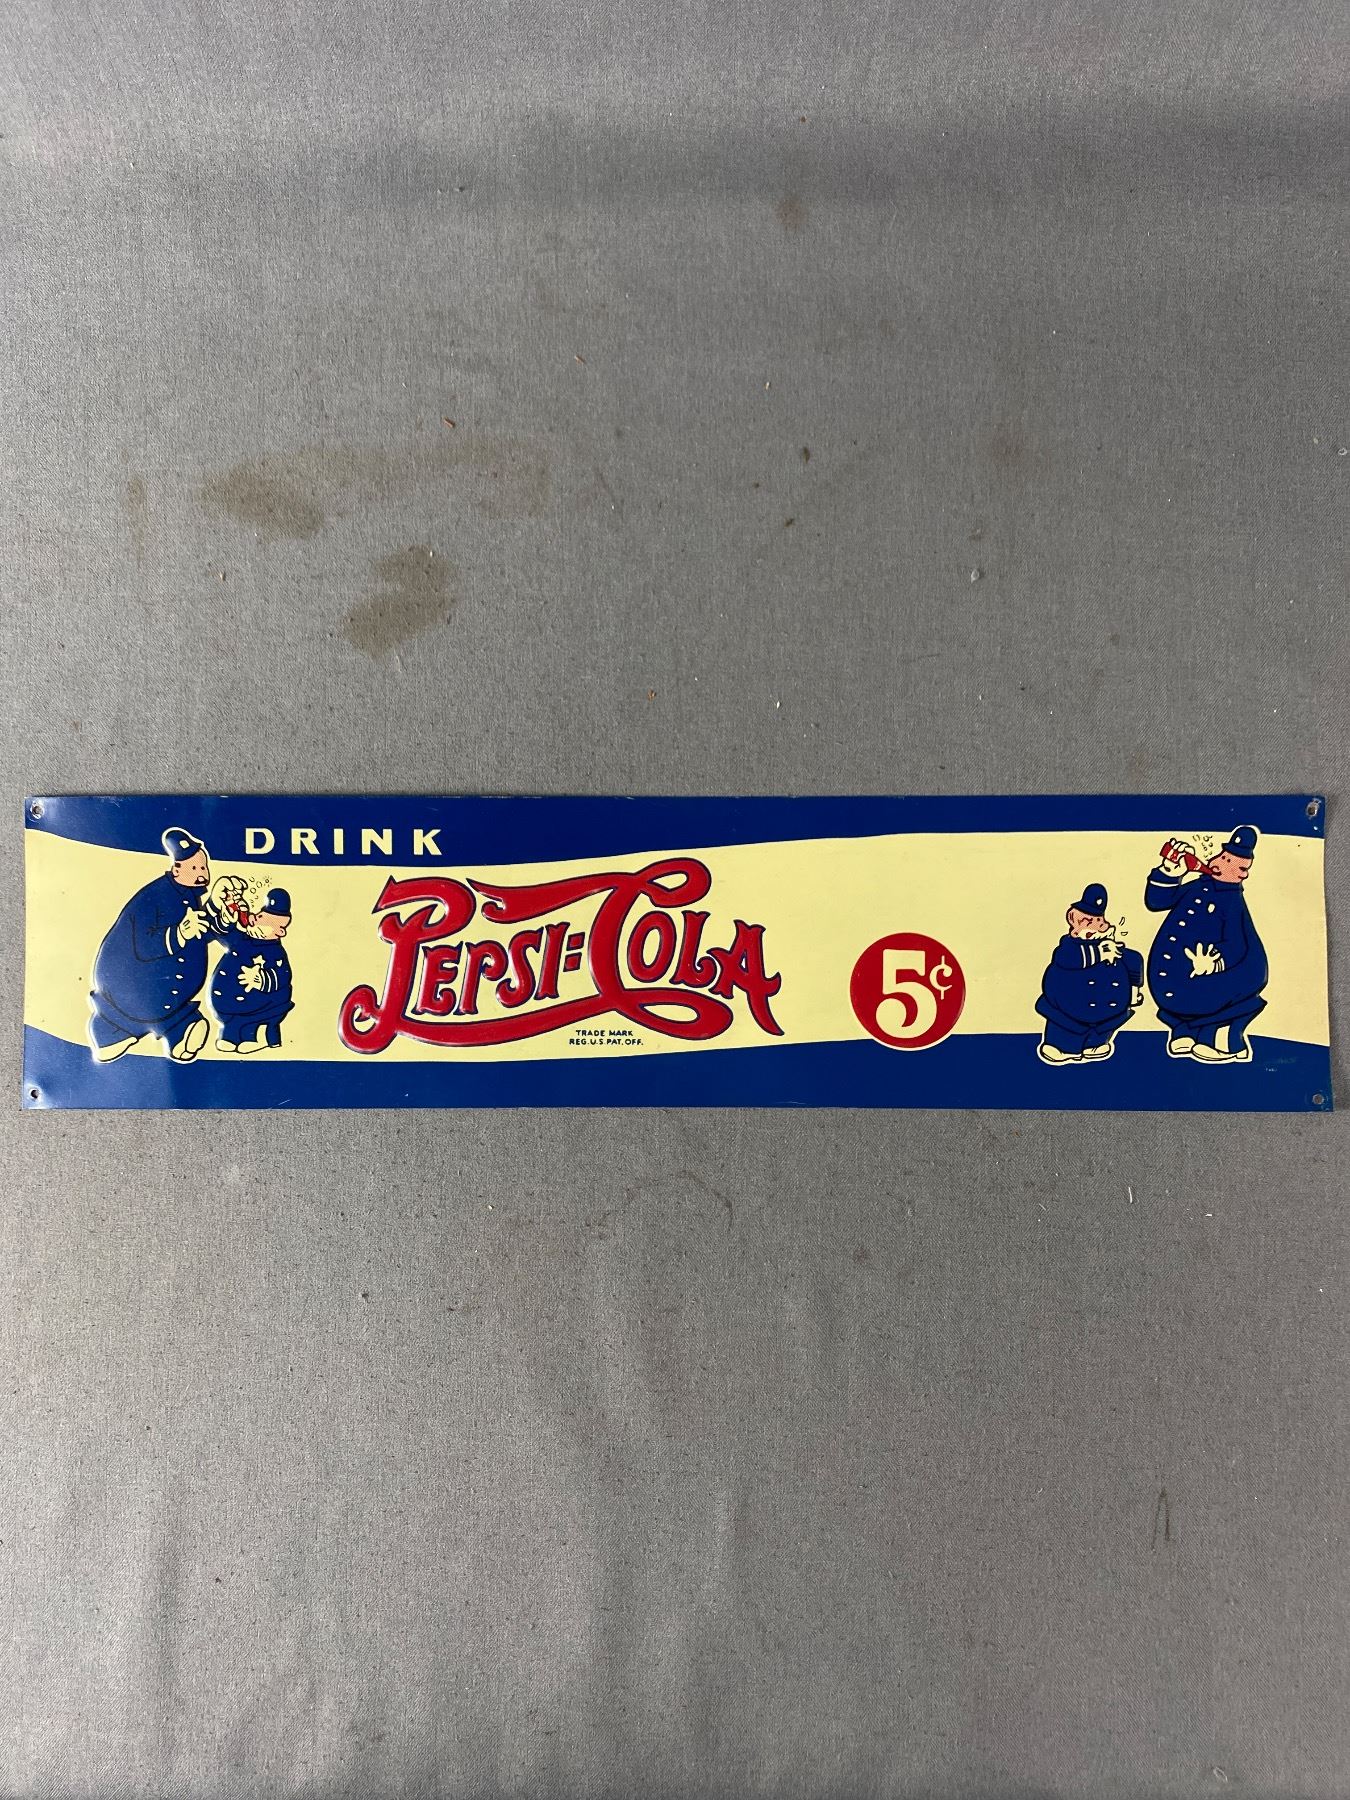 DRINK
PEPSI=COLA
5¢
TRADE MARK
REG. U.S. PAT. OFF.